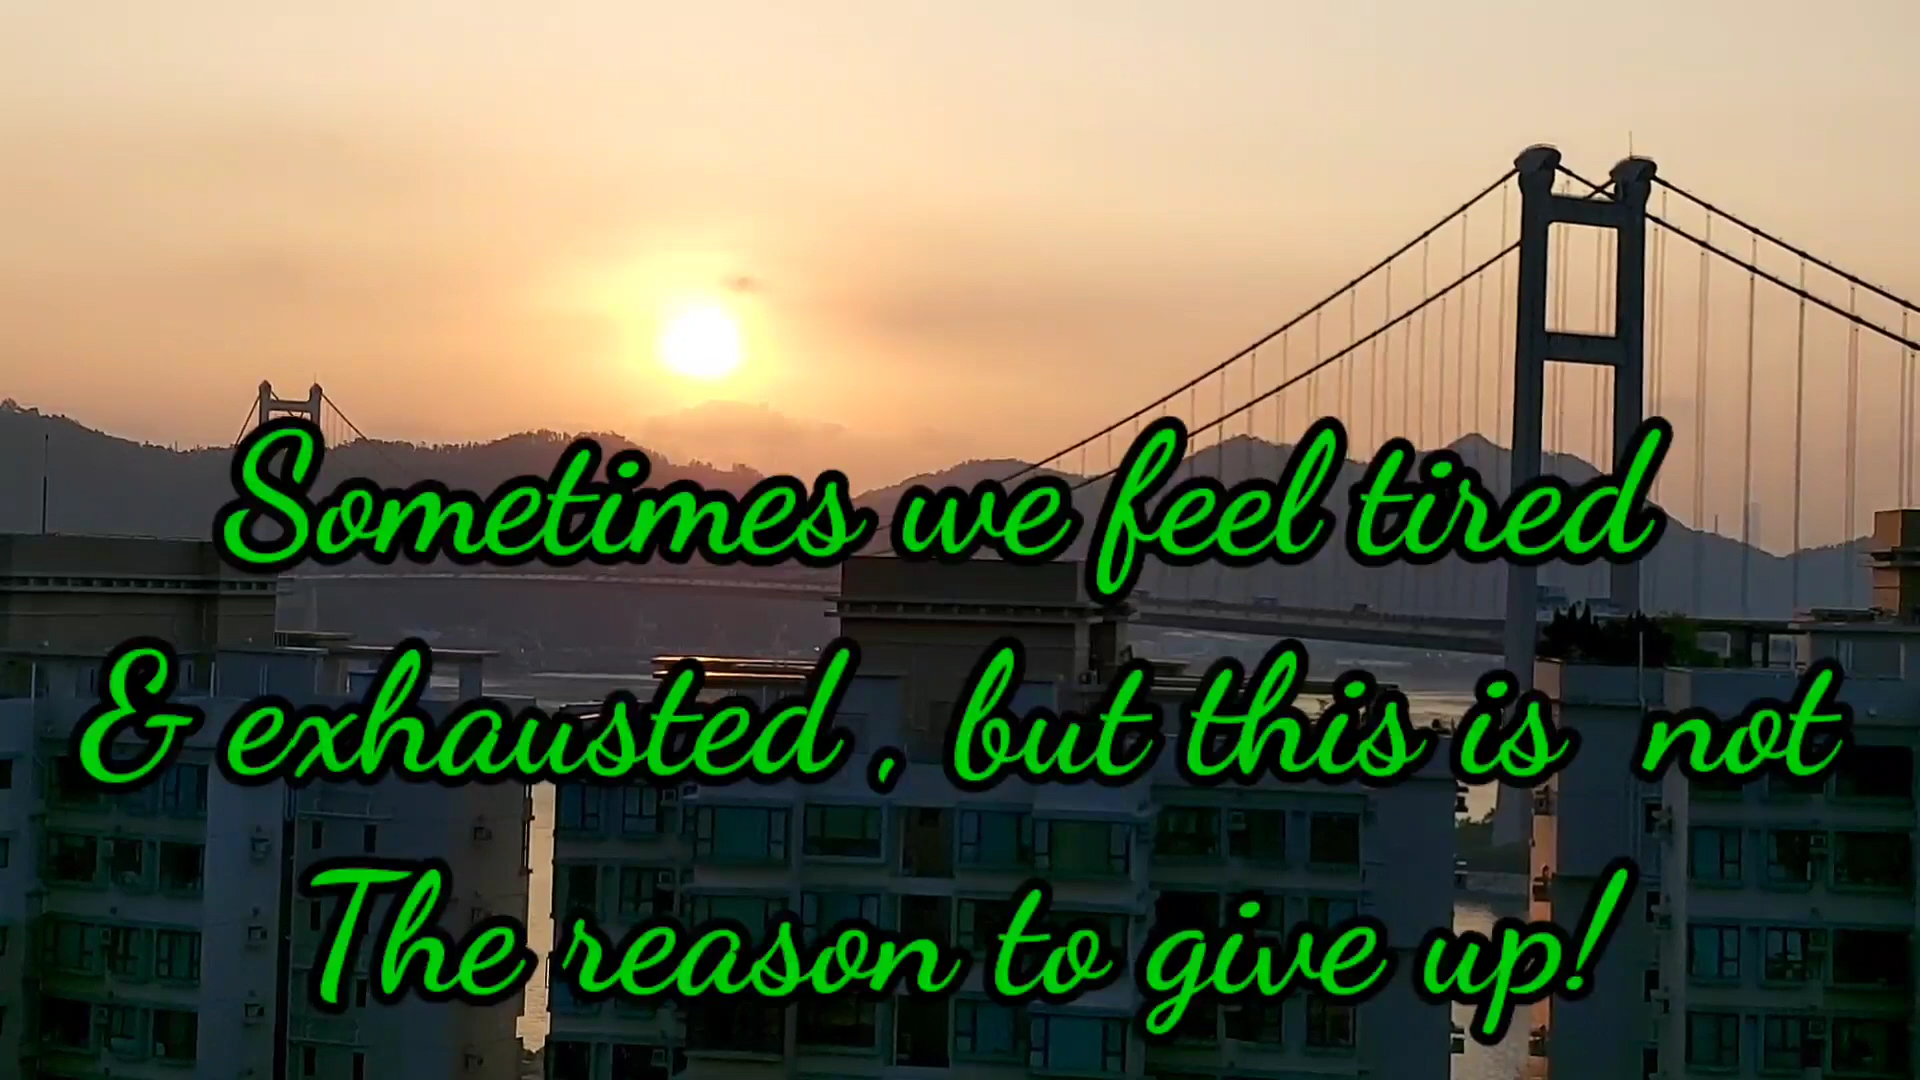 Sometimes we feel tired
& exhausted , but this is not
The reason to give up!